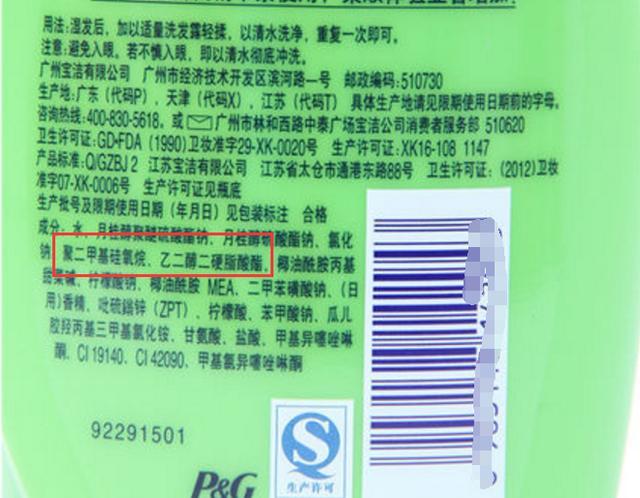 用法:湿发后，加以适量洗发露轻揉，以清水洗净，重复一次即可。
注意:避免入眼。若不慎入眼，即以清水彻底冲洗。
广州宝洁有限公司 广州市经济技术开发区滨河路一号 邮政编码:510730
生产地:广东（代码P）、天津（代码X）、江苏（代码T） 具体生产地请见限期使用日期前的字母。
咨询热线:400-830-5618，或 广州市林和西路中泰广场宝洁公司消费者服务部 510620
卫生许可证:GD·FDA (1990)卫妆准字29-XK-0020号 生产许可证:XK16-108 1147
产品标准:Q/GZBJ 2 江苏宝洁有限公司 江苏省太仓市通港东路88号 卫生许可证:(2012)卫妆
准字07-XK-0006号 生产许可证见瓶底
生产批号及限期使用日期（年月日）见包装标注 合格
成分:水、月桂醇聚醚硫酸酯钠、月桂醇硫酸酯钠、氯化
钠、聚二甲基硅氧烷、乙二醇二硬脂酸酯、椰油酰胺丙基
甜菜碱、柠檬酸钠、椰油酰胺 MEA、二甲苯磺酸钠、（日
用）香精、吡硫鎓锌（ZPT）、柠檬酸、苯甲酸钠、瓜儿
胶羟丙基三甲基氯化铵、甘氨酸、盐酸、甲基异噻唑啉
酮、CI 19140、CI 42090、甲基氯异噻唑啉酮
92291501
生产许可
P&G